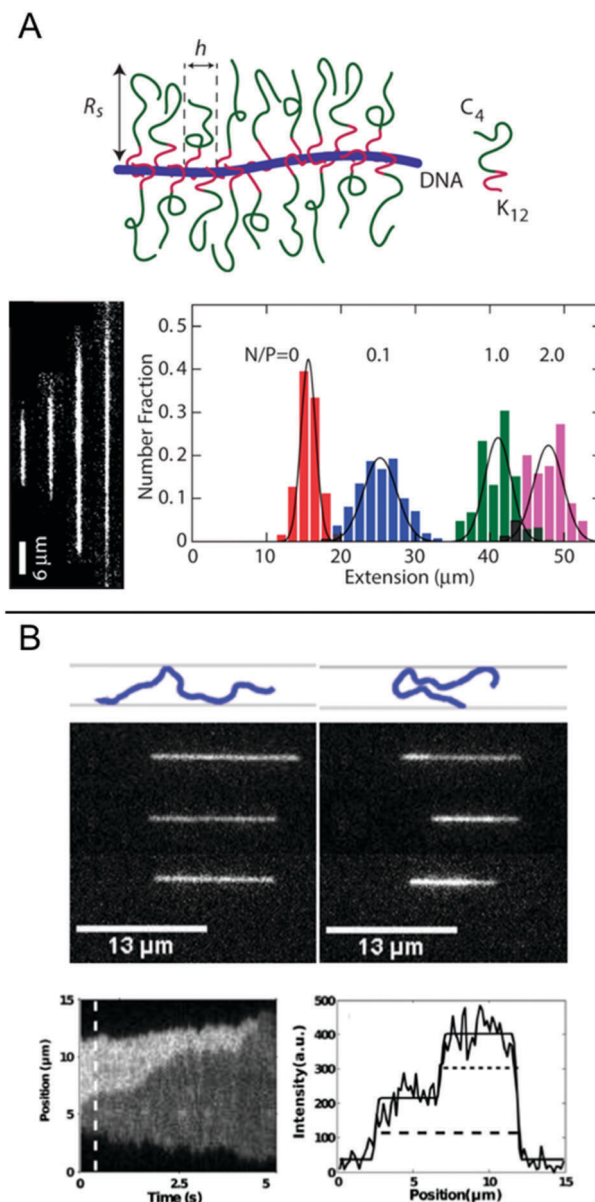 A
h
Rs
C4
DNA
K12
6 μm
Number Fraction
0.5
0.4
0.3
0.2
0.1
0
N/P=0 0.1 1.0 2.0
0 10 20 30 40 50
Extension (μm)
B
13 μm 13 μm
Position (μm)
15
10
5
0
0 2.5 5
Time (s)
Intensity(a.u.)
500
400
300
200
100
0
0 5 10 15
Position(μm)